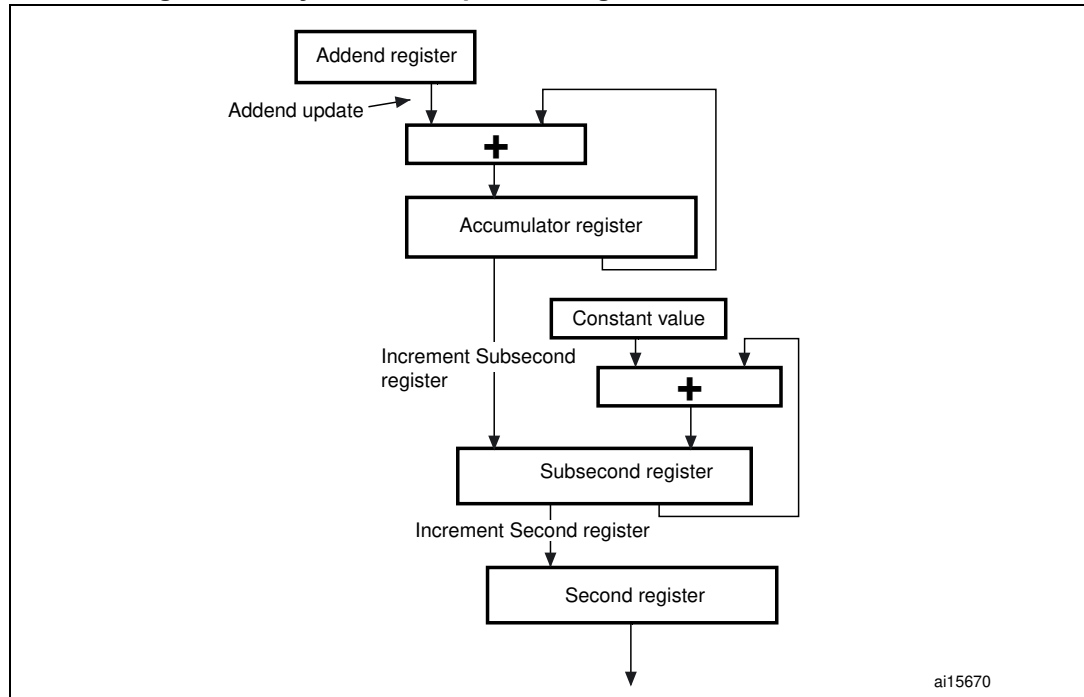 Addend register
Addend update
+
Accumulator register
Constant value
Increment Subsecond
register
+
Subsecond register
Increment Second register
Second register
ai15670